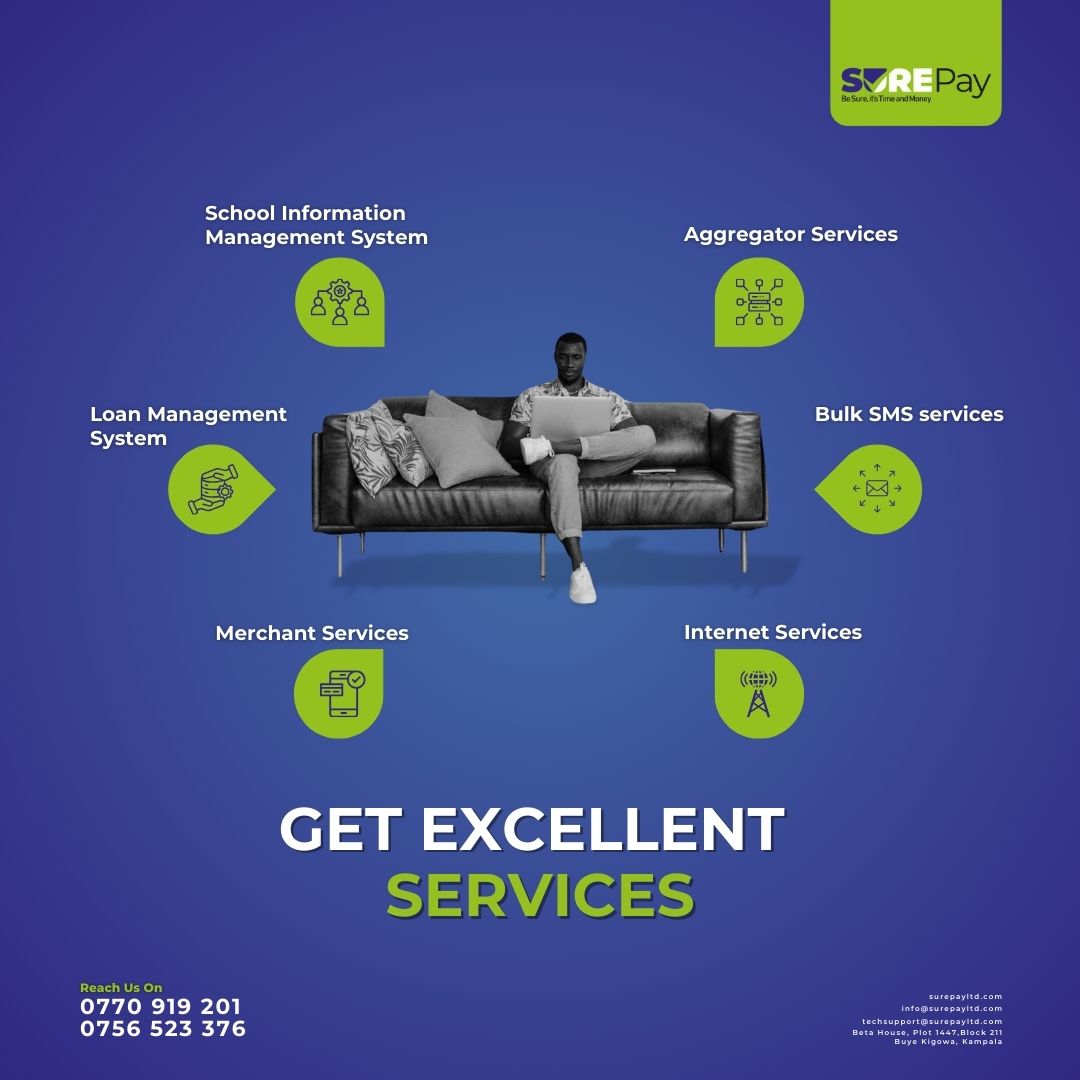 SUREPay
Be Sure, it's Time and Money
School Information
Management System
Aggregator Services
Loan Management
System
Bulk SMS services
Merchant Services
Internet Services
GET EXCELLENT
SERVICES
Reach Us On
0770 919 201
0756 523 376
surepayltd.com
info@surepayltd.com
techsupport@surepayltd.com
Beta House, Plot 1447,Block 211
Buye Kigowa, Kampala